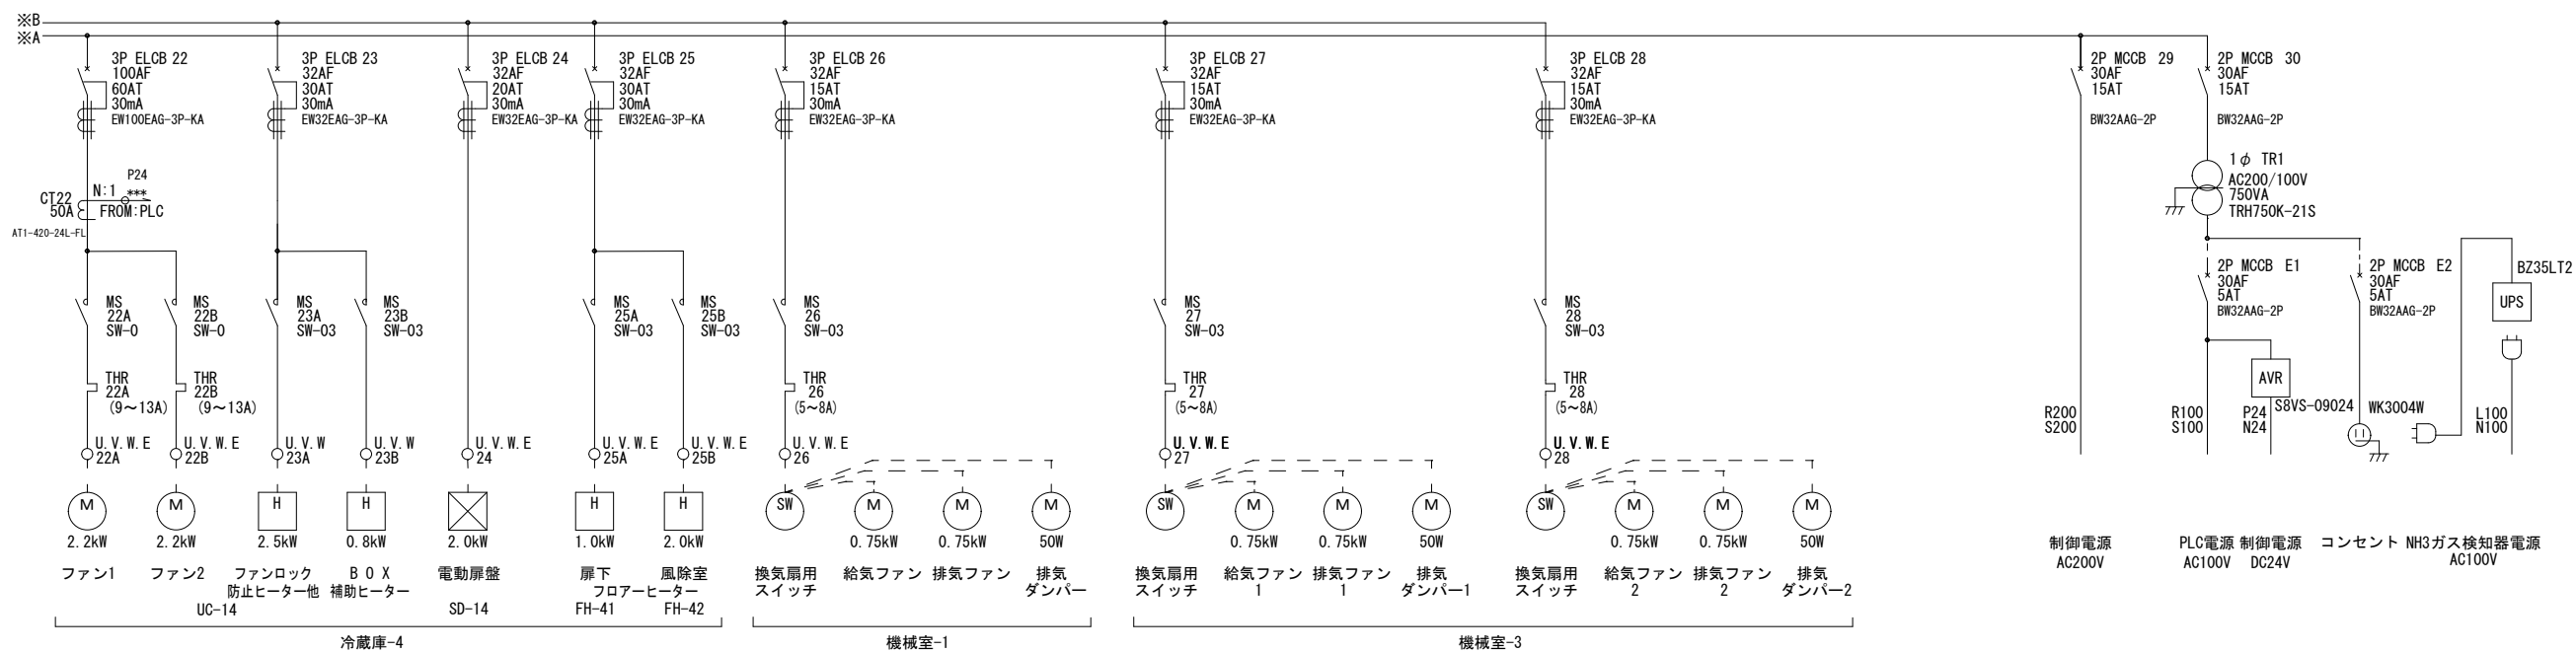 ※B
※A
3P ELCB 22
100AF
60AT
30mA
EW100EAG-3P-KA
3P ELCB 23
32AF
30AT
30mA
EW32EAG-3P-KA
3P ELCB 24
32AF
20AT
30mA
EW32EAG-3P-KA
3P ELCB 25
32AF
30AT
30mA
EW32EAG-3P-KA
3P ELCB 26
32AF
15AT
30mA
EW32EAG-3P-KA
3P ELCB 27
32AF
15AT
30mA
EW32EAG-3P-KA
3P ELCB 28
32AF
15AT
30mA
EW32EAG-3P-KA
2P MCCB 29
30AF
15AT
BW32AAG-2P
2P MCCB 30
30AF
15AT
BW32AAG-2P
P24
CT22 N:1 ***
50A FROM:PLC
AT1-420-24L-FL
1φ TR1
AC200/100V
750VA
TRH750K-21S
2P MCCB E1
30AF
5AT
BW32AAG-2P
2P MCCB E2
30AF
5AT
BW32AAG-2P
BZ35LT2
UPS
MS
22A
SW-0
MS
22B
SW-0
MS
23A
SW-03
MS
23B
SW-03
MS
25A
SW-03
MS
25B
SW-03
MS
26
SW-03
MS
27
SW-03
MS
28
SW-03
THR
22A
(9～13A)
THR
22B
(9～13A)
THR
26
(5～8A)
THR
27
(5～8A)
THR
28
(5～8A)
AVR
S8VS-09024
WK3004W
R200
S200
R100
S100
P24
N24
L100
N100
U.V.W.E
22A
U.V.W.E
22B
U.V.W
23A
U.V.W
23B
U.V.W.E
24
U.V.W.E
25A
U.V.W.E
25B
U.V.W.E
26
U.V.W.E
27
U.V.W.E
28
M
M
H
H
H
H
SW
M
M
M
SW
M
M
M
SW
M
M
M
2.2kW
2.2kW
2.5kW
0.8kW
2.0kW
1.0kW
2.0kW
0.75kW
0.75kW
50W
0.75kW
0.75kW
50W
0.75kW
0.75kW
50W
ファン1
ファン2
ファンロック
防止ヒーター他
ＢＯＸ
補助ヒーター
電動扉盤
扉下
風除室
フロアーヒーター
換気扇用
スイッチ
給気ファン
排気ファン
排気
ダンパー
換気扇用
スイッチ
給気ファン
1
排気ファン
1
排気
ダンパー1
換気扇用
スイッチ
給気ファン
2
排気ファン
2
排気
ダンパー2
制御電源
AC200V
PLC電源
AC100V
制御電源
DC24V
コンセント
NH3ガス検知器電源
AC100V
UC-14
SD-14
FH-41
FH-42
冷蔵庫-4
機械室-1
機械室-3